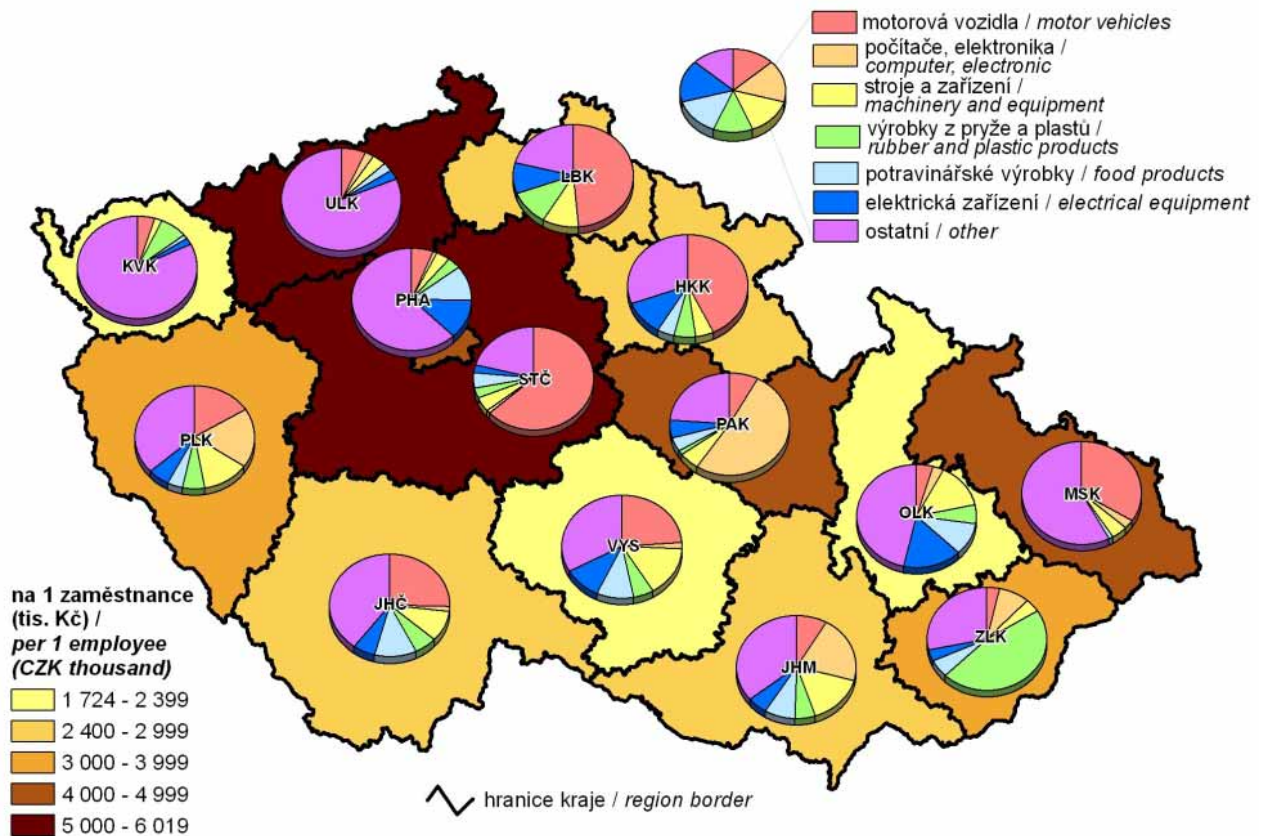 motorová vozidla / motor vehicles
počítače, elektronika /
computer, electronic
stroje a zařízení /
machinery and equipment
výrobky z pryže a plastů /
rubber and plastic products
potravinářské výrobky / food products
elektrická zařízení / electrical equipment
ostatní / other
LBK
ULK
KVK
HKK
PHA
STČ
PAK
PLK
MSK
OLK
VYS
JHČ
ZLK
JHM
na 1 zaměstnance
(tis. Kč) /
per 1 employee
(CZK thousand)
1 724 - 2 399
2 400 - 2 999
3 000 - 3 999
4 000 - 4 999
5 000 - 6 019
hranice kraje / region border